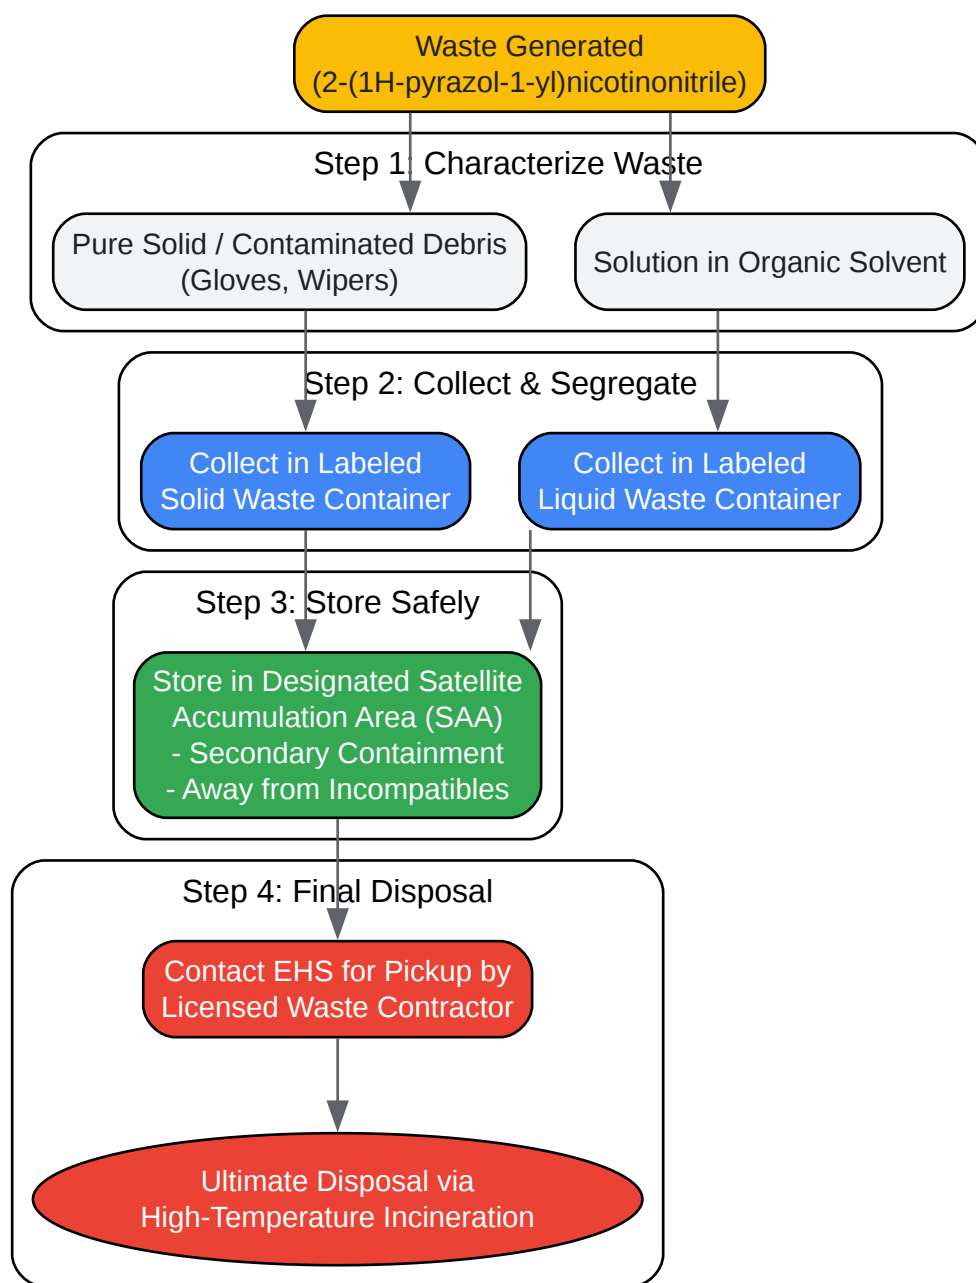 Waste Generated
(2-(1H-pyrazol-1-yl)nicotinonitrile)
Step 1: Characterize Waste
Pure Solid / Contaminated Debris
(Gloves, Wipers)
Solution in Organic Solvent
Step 2: Collect & Segregate
Collect in Labeled
Solid Waste Container
Collect in Labeled
Liquid Waste Container
Step 3: Store Safely
Store in Designated Satellite
Accumulation Area (SAA)
- Secondary Containment
- Away from Incompatibles
Step 4: Final Disposal
Contact EHS for Pickup by
Licensed Waste Contractor
Ultimate Disposal via
High-Temperature Incineration